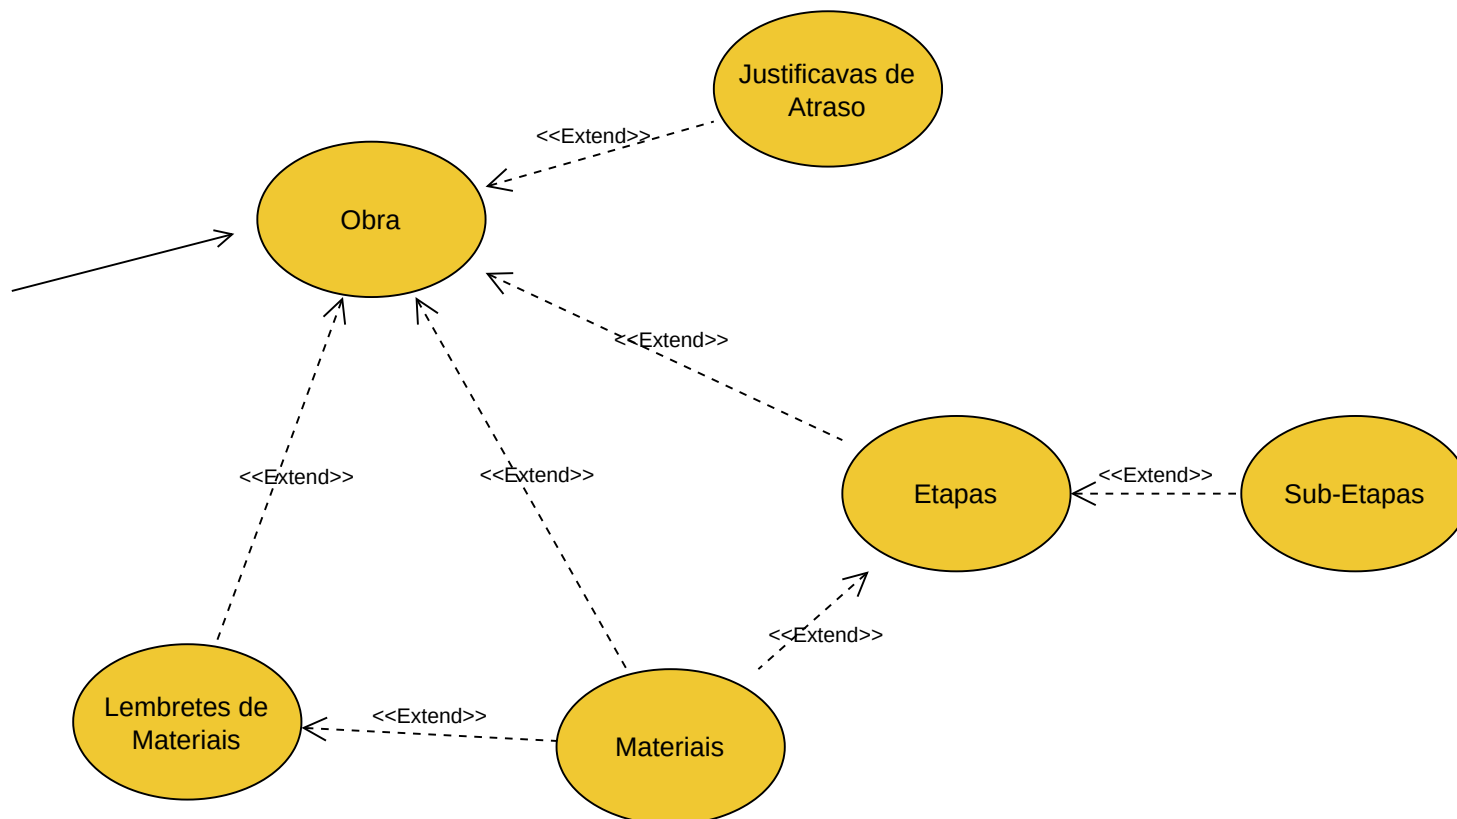 Justificavas de
Atraso
<<Extend>>
Obra
<<Extend>>
<<Extend>>
<<Extend>>
<<Extend>>
Etapas
Sub-Etapas
<<Extend>>
Lembretes de
Materiais
<<Extend>>
Materiais